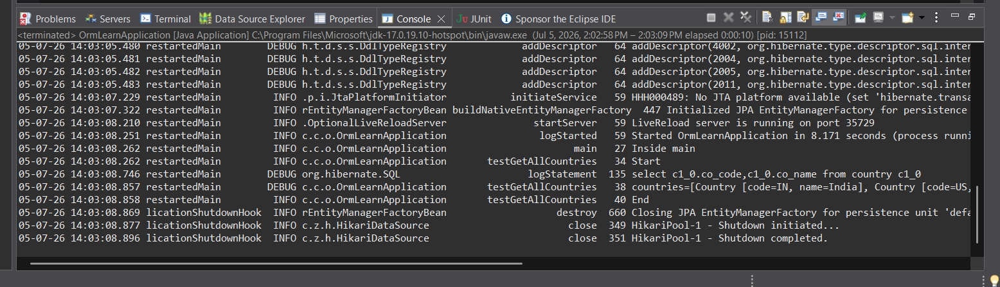 Problems Servers Terminal Data Source Explorer Properties Console JUnit Sponsor the Eclipse IDE
<terminated> OrmLearnApplication [Java Application] C:\Program Files\Microsoft\jdk-17.0.19.10-hotspot\bin\javaw.exe (Jul 5, 2026, 2:02:58 PM – 2:03:09 PM elapsed 0:00:10) [pid: 15112]
05-07-26 14:03:05.480 restartedMain DEBUG h.t.d.s.s.DdlTypeRegistry addDescriptor 64 addDescriptor(4002, org.hibernate.type.descriptor.sql.inter
05-07-26 14:03:05.481 restartedMain DEBUG h.t.d.s.s.DdlTypeRegistry addDescriptor 64 addDescriptor(2004, org.hibernate.type.descriptor.sql.inter
05-07-26 14:03:05.482 restartedMain DEBUG h.t.d.s.s.DdlTypeRegistry addDescriptor 64 addDescriptor(2005, org.hibernate.type.descriptor.sql.inter
05-07-26 14:03:05.483 restartedMain DEBUG h.t.d.s.s.DdlTypeRegistry addDescriptor 64 addDescriptor(2011, org.hibernate.type.descriptor.sql.inter
05-07-26 14:03:07.229 restartedMain INFO .p.i.JtaPlatformInitiator initiateService 59 HHH000489: No JTA platform available (set 'hibernate.transa
05-07-26 14:03:07.322 restartedMain INFO rEntityManagerFactoryBean buildNativeEntityManagerFactory 447 Initialized JPA EntityManagerFactory for persistence
05-07-26 14:03:08.210 restartedMain INFO .OptionalLiveReloadServer startServer 59 LiveReload server is running on port 35729
05-07-26 14:03:08.251 restartedMain INFO c.c.o.OrmLearnApplication logStarted 59 Started OrmLearnApplication in 8.171 seconds (process runni
05-07-26 14:03:08.262 restartedMain INFO c.c.o.OrmLearnApplication main 27 Inside main
05-07-26 14:03:08.262 restartedMain INFO c.c.o.OrmLearnApplication testGetAllCountries 34 Start
05-07-26 14:03:08.746 restartedMain DEBUG org.hibernate.SQL logStatement 135 select c1_0.co_code,c1_0.co_name from country c1_0
05-07-26 14:03:08.857 restartedMain DEBUG c.c.o.OrmLearnApplication testGetAllCountries 38 countries=[Country [code=IN, name=India], Country [code=US,
05-07-26 14:03:08.858 restartedMain INFO c.c.o.OrmLearnApplication testGetAllCountries 40 End
05-07-26 14:03:08.869 licationShutdownHook INFO rEntityManagerFactoryBean destroy 660 Closing JPA EntityManagerFactory for persistence unit 'defa
05-07-26 14:03:08.877 licationShutdownHook INFO c.z.h.HikariDataSource close 349 HikariPool-1 - Shutdown initiated...
05-07-26 14:03:08.896 licationShutdownHook INFO c.z.h.HikariDataSource close 351 HikariPool-1 - Shutdown completed.